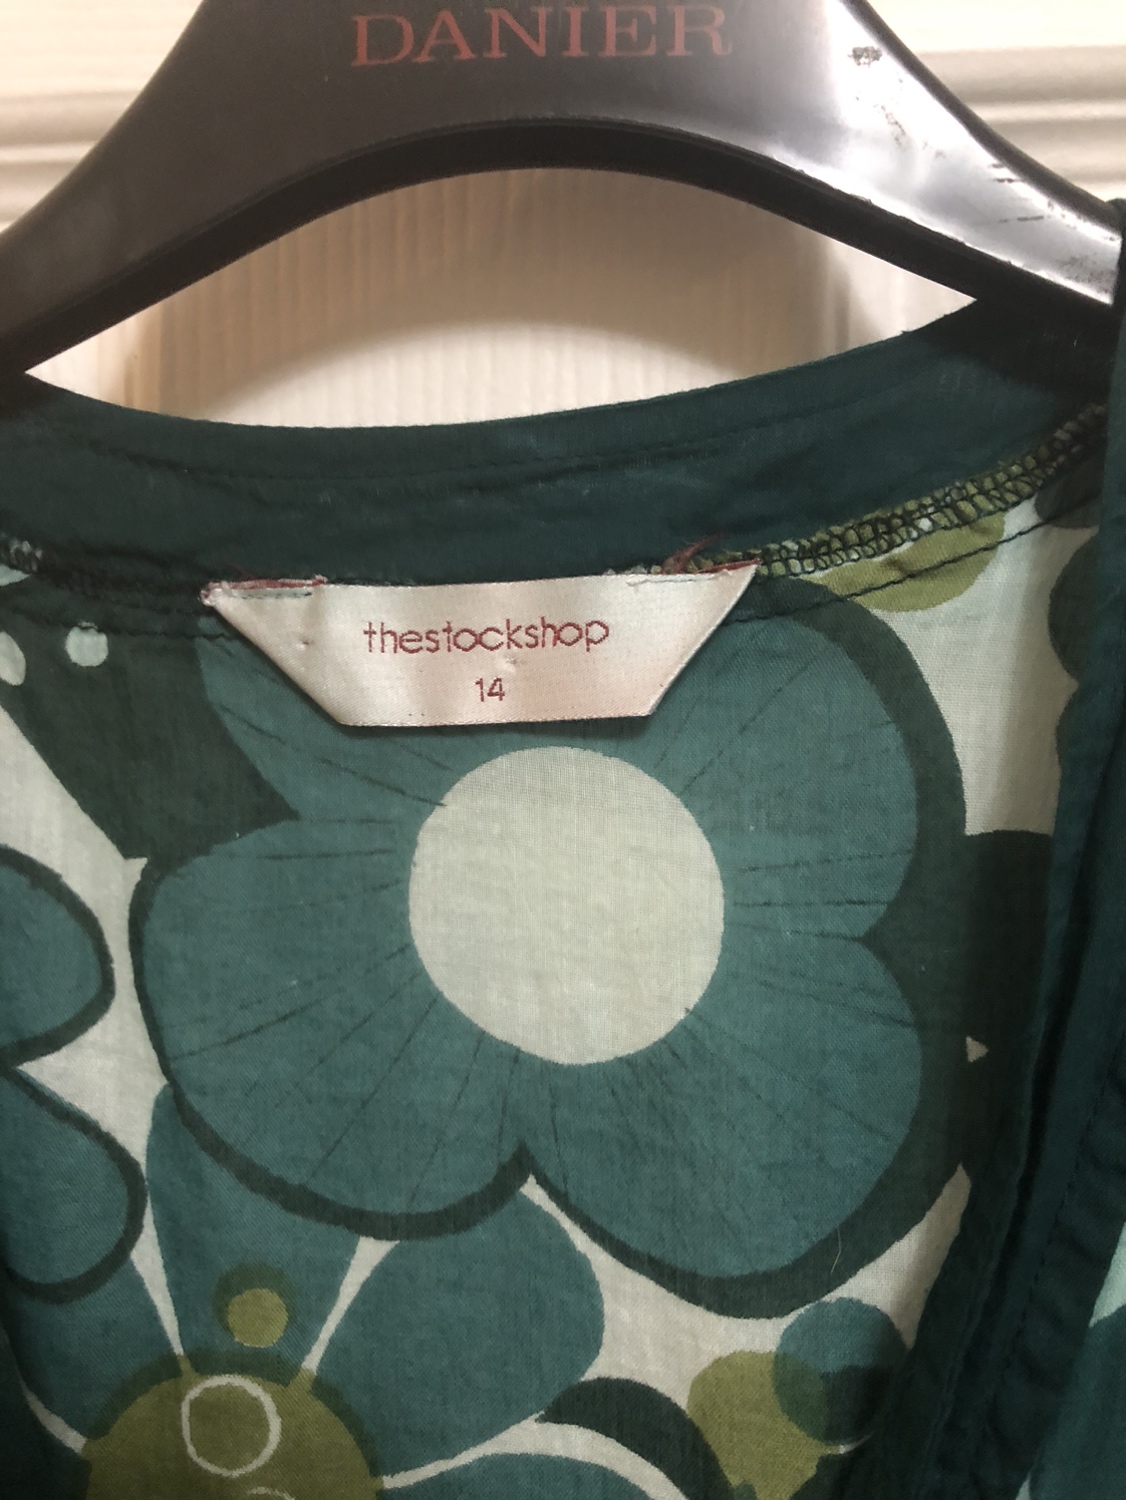 DANIER
thestockshop
14